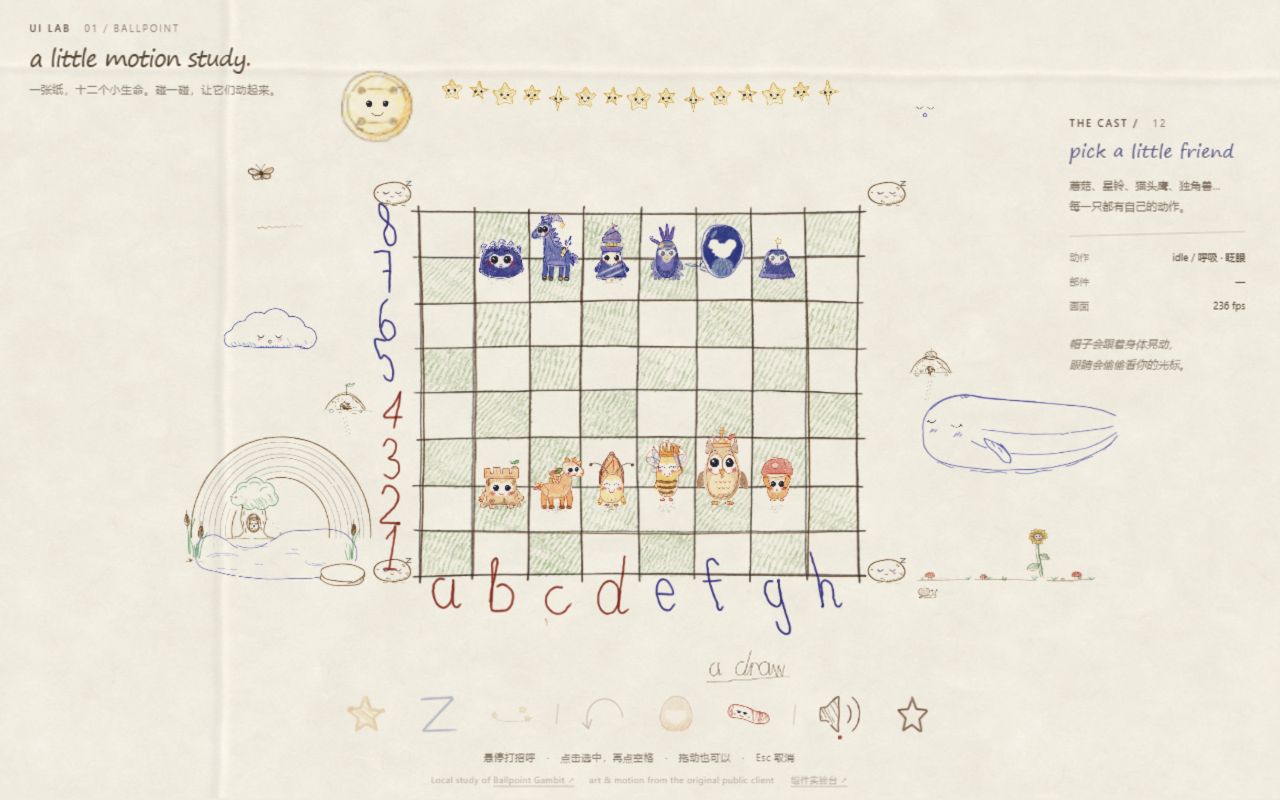 UI LAB 01 / BALLPOINT
a little motion study.
一张纸，十二个小生命。碰一碰，让它们动起来。
THE CAST / 12
pick a little friend
蘑菇、星铃、猫头鹰、独角兽…
每一只都有自己的动作。
动作 idle / 呼吸 · 眨眼
部件 —
画面 236 fps
帽子会跟着身体晃动，
眼睛会偷偷看你的光标。
8
7
6
5
4
3
2
1
a b c d e f g h
a draw
Z
悬停打招呼 · 点击选中，再点空格 · 拖动也可以 · Esc 取消
Local study of Ballpoint Gambit ↗ art & motion from the original public client 组件实验台 ↗